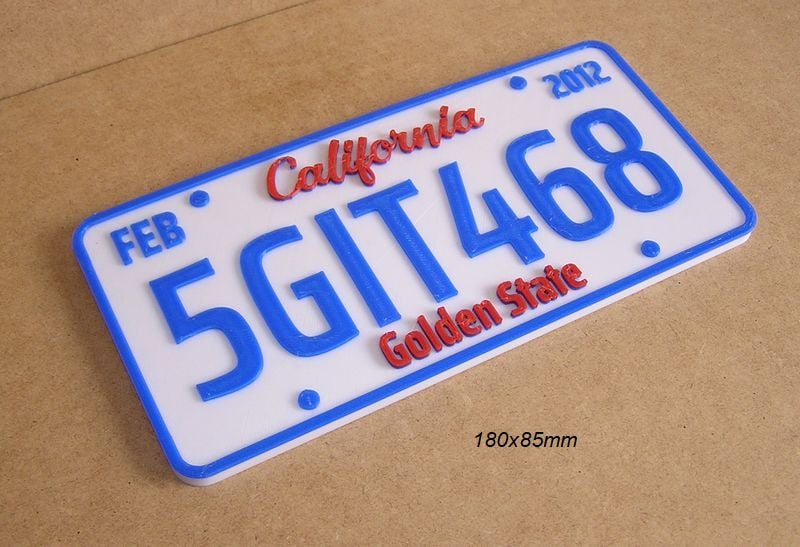 California
FEB 2012
5GIT468
Golden State
180x85mm